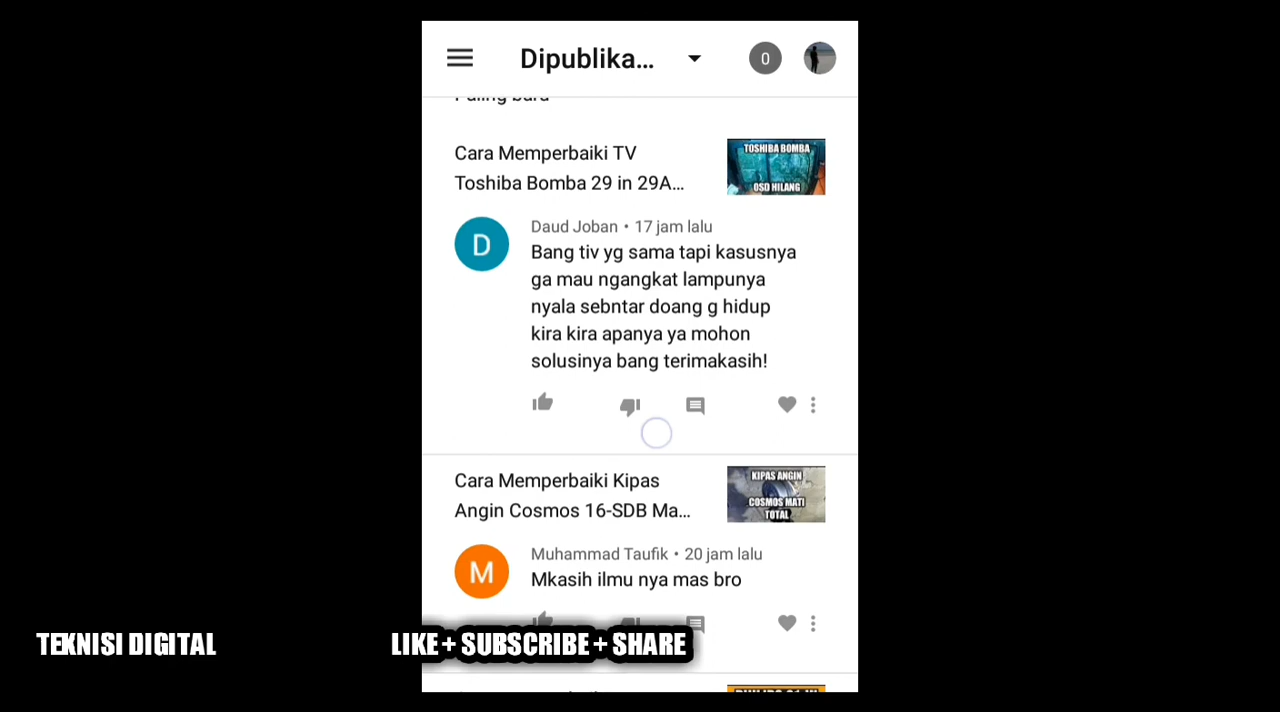 Dipublika...
0
Paling baru
Cara Memperbaiki TV
Toshiba Bomba 29 in 29A...
TOSHIBA BOMBA
OSD HILANG
D
Daud Joban • 17 jam lalu
Bang tiv yg sama tapi kasusnya
ga mau ngangkat lampunya
nyala sebntar doang g hidup
kira kira apanya ya mohon
solusinya bang terimakasih!
Cara Memperbaiki Kipas
Angin Cosmos 16-SDB Ma...
KIPAS ANGIN
COSMOS MATI
TOTAL
M
Muhammad Taufik • 20 jam lalu
Mkasih ilmu nya mas bro
TEKNISI DIGITAL
LIKE + SUBSCRIBE + SHARE